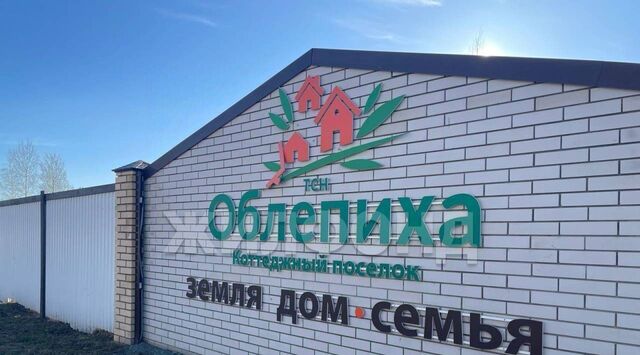 ТСН
Облепиха
Коттеджный поселок
земля дом·семья